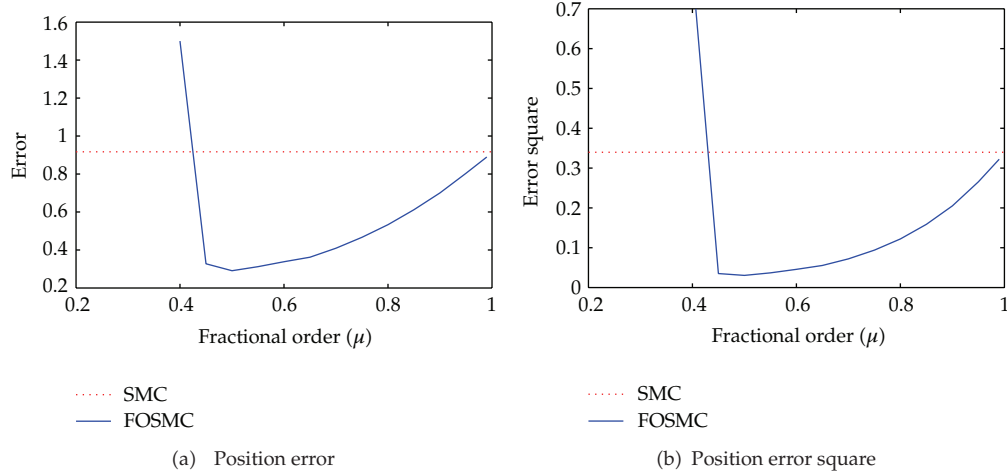 1.6
1.4
1.2
1
0.8
0.6
0.4
0.2
Error
0.2 0.4 0.6 0.8 1
Fractional order (μ)
SMC
FOSMC
(a) Position error
0.7
0.6
0.5
0.4
0.3
0.2
0.1
0
Error square
0.2 0.4 0.6 0.8 1
Fractional order (μ)
SMC
FOSMC
(b) Position error square